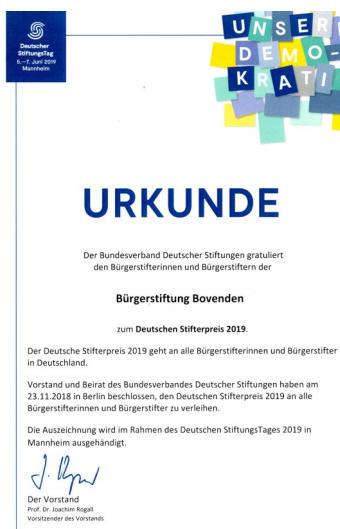 Deutscher
StiftungsTag
5.–7. Juni 2019
Mannheim
UNSER
DEMO-
KRATI
URKUNDE
Der Bundesverband Deutscher Stiftungen gratuliert
den Bürgerstifterinnen und Bürgerstiftern der
Bürgerstiftung Bovenden
zum Deutschen Stifterpreis 2019.
Der Deutsche Stifterpreis 2019 geht an alle Bürgerstifterinnen und Bürgerstifter
in Deutschland.
Vorstand und Beirat des Bundesverbandes Deutscher Stiftungen haben am
23.11.2018 in Berlin beschlossen, den Deutschen Stifterpreis 2019 an alle
Bürgerstifterinnen und Bürgerstifter zu verleihen.
Die Auszeichnung wird im Rahmen des Deutschen StiftungsTages 2019 in
Mannheim ausgehändigt.
Der Vorstand
Prof. Dr. Joachim Rogall
Vorsitzender des Vorstands